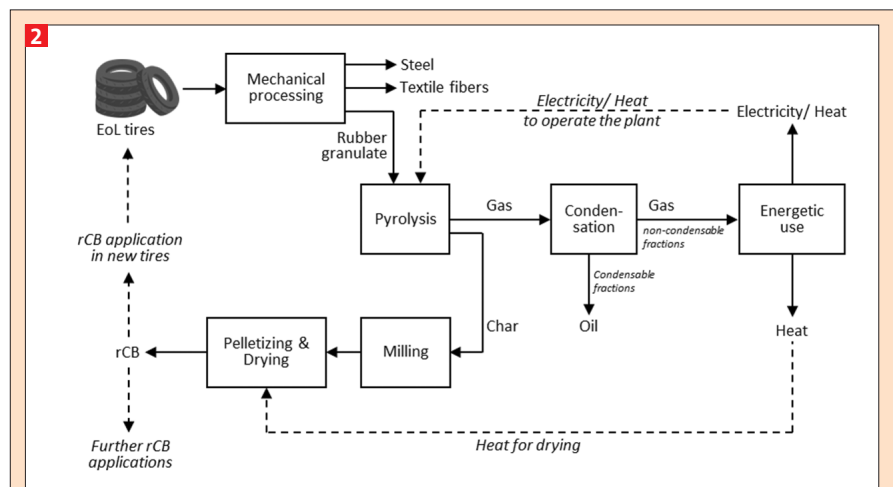 2
EoL tires
Mechanical
processing
Steel
Textile fibers
Rubber
granulate
Electricity/ Heat
to operate the plant
Electricity/ Heat
Pyrolysis
Gas
Conden-
sation
Gas
non-condensable
fractions
Energetic
use
Condensable
fractions
Oil
Heat
Char
Milling
Pelletizing &
Drying
rCB
rCB application
in new tires
Further rCB
applications
Heat for drying